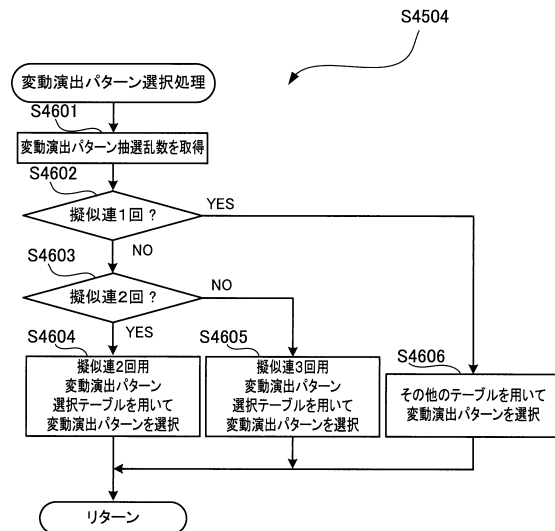 S4504
変動演出パターン選択処理
S4601
変動演出パターン抽選乱数を取得
S4602
擬似連1回?
YES
NO
S4603
擬似連2回?
NO
YES
S4604
擬似連2回用
変動演出パターン
選択テーブルを用いて
変動演出パターンを選択
S4605
擬似連3回用
変動演出パターン
選択テーブルを用いて
変動演出パターンを選択
S4606
その他のテーブルを用いて
変動演出パターンを選択
リターン